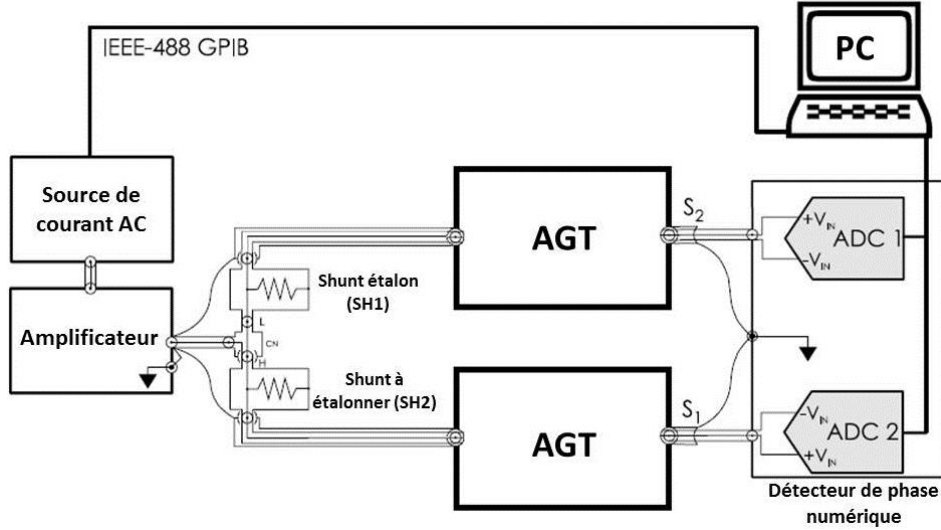 IEEE-488 GPIB
PC
Source de
courant AC
Amplificateur
Shunt étalon
(SH1)
L
CN
H
Shunt à
étalonner (SH2)
AGT
S2
+VIN
ADC 1
-VIN
AGT
S1
-VIN
ADC 2
+VIN
Détecteur de phase
numérique